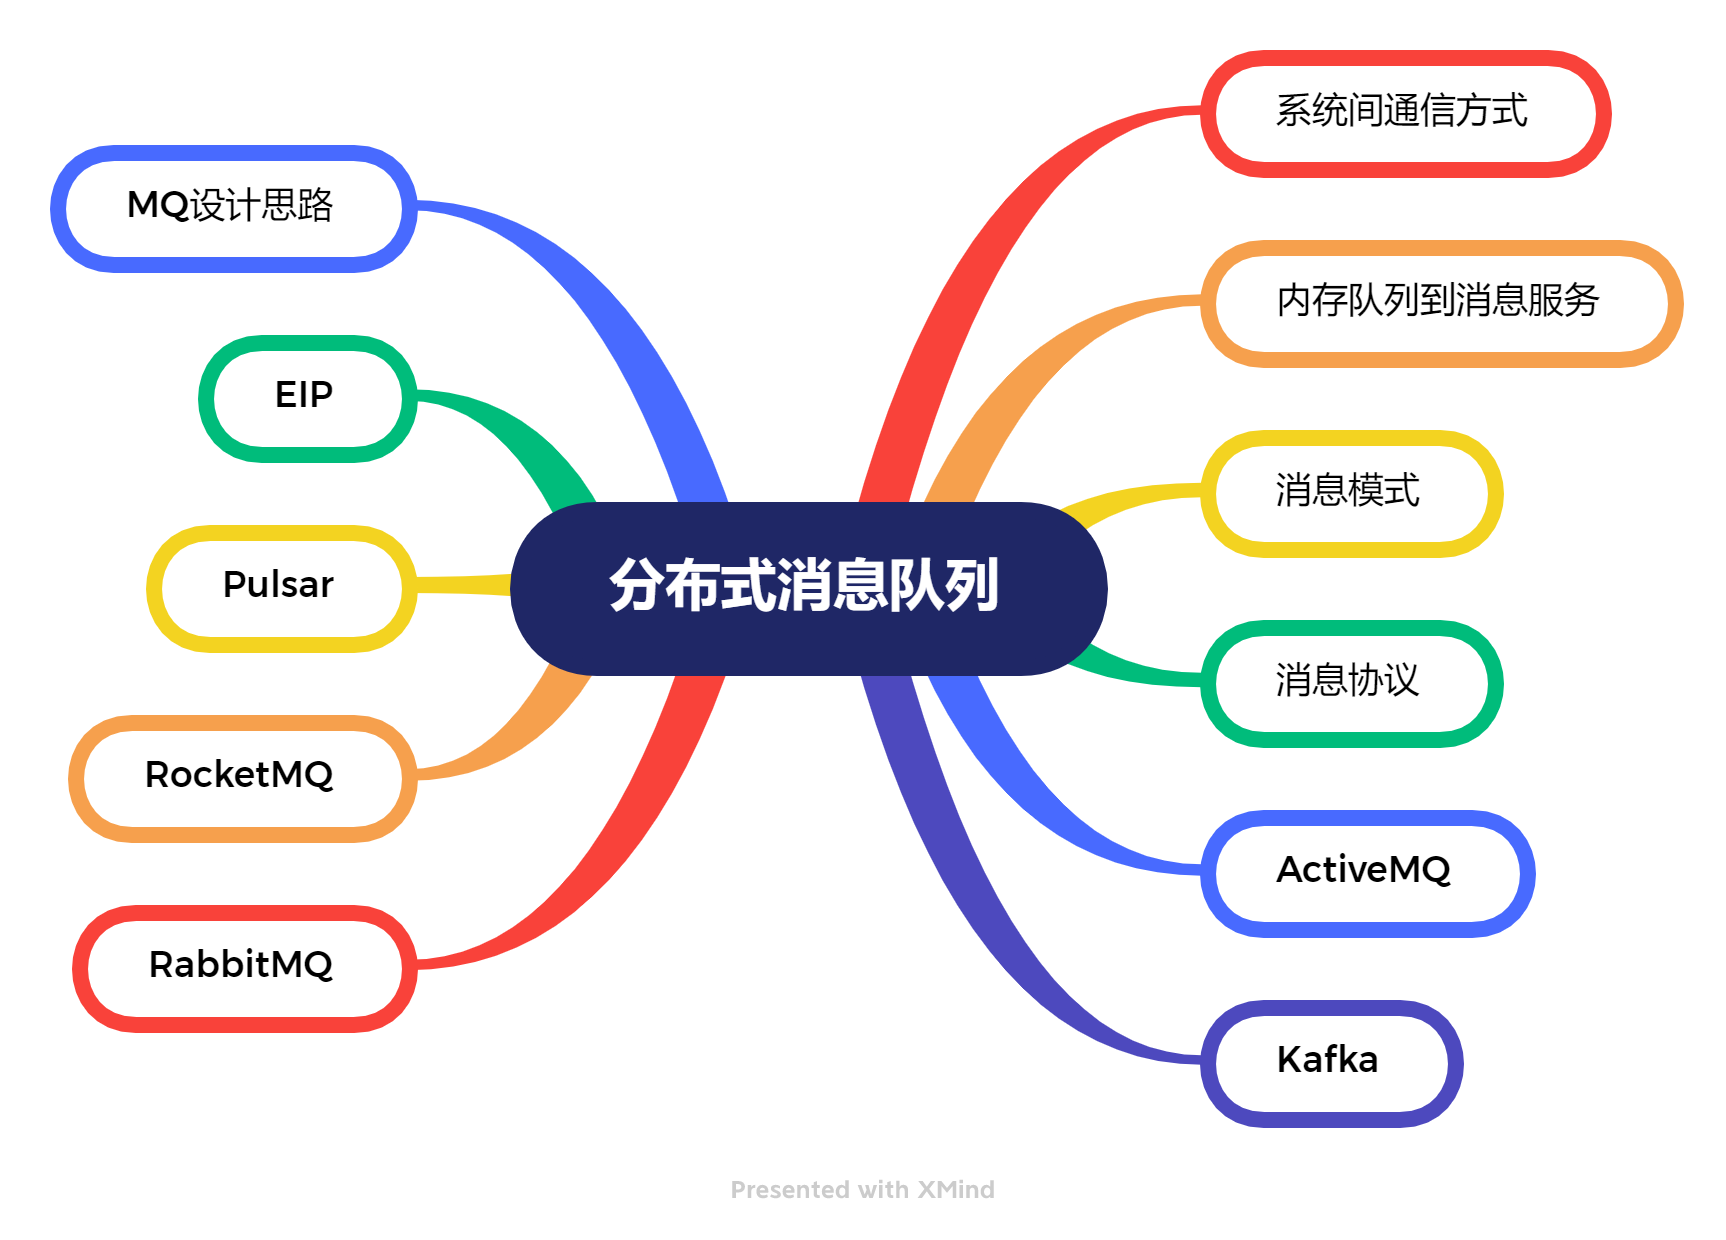 分布式消息队列
系统间通信方式
内存队列到消息服务
消息模式
消息协议
ActiveMQ
Kafka
RabbitMQ
RocketMQ
Pulsar
EIP
MQ设计思路
Presented with XMind